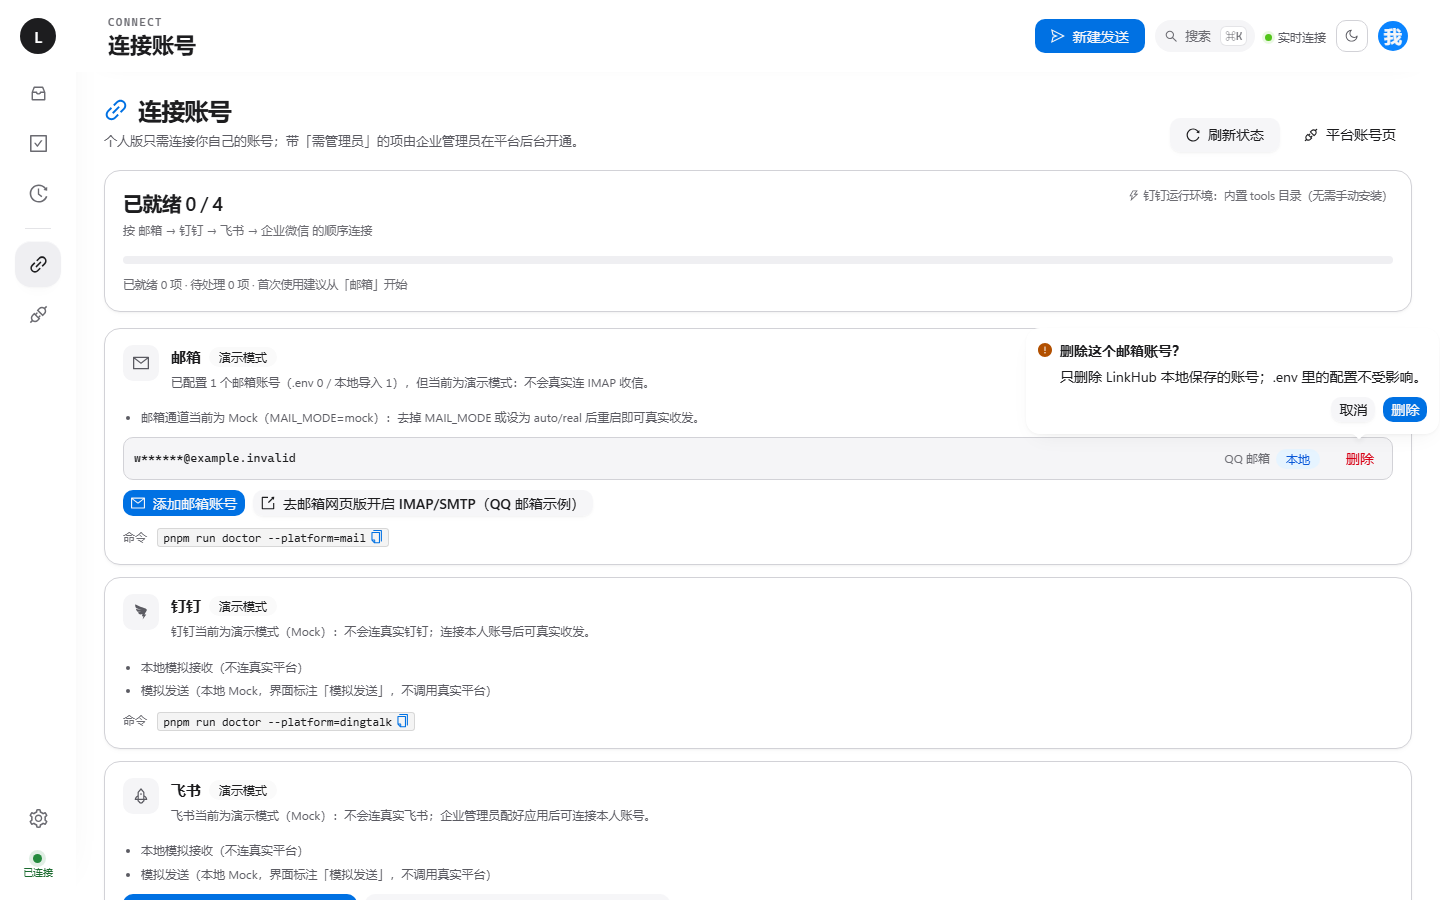 L
CONNECT
连接账号
新建发送
搜索
⌘K
实时连接
我
连接账号
个人版只需连接你自己的账号；带「需管理员」的项由企业管理员在平台后台开通。
刷新状态
平台账号页
已就绪 0 / 4
钉钉运行环境：内置 tools 目录（无需手动安装）
按 邮箱 → 钉钉 → 飞书 → 企业微信 的顺序连接
已就绪 0 项 · 待处理 0 项 · 首次使用建议从「邮箱」开始
邮箱
演示模式
已配置 1 个邮箱账号（.env 0 / 本地导入 1），但当前为演示模式：不会真实连 IMAP 收信。
删除这个邮箱账号？
只删除 LinkHub 本地保存的账号；.env 里的配置不受影响。
取消
删除
邮箱通道当前为 Mock（MAIL_MODE=mock）：去掉 MAIL_MODE 或设为 auto/real 后重启即可真实收发。
w******@example.invalid
QQ 邮箱
本地
删除
添加邮箱账号
去邮箱网页版开启 IMAP/SMTP（QQ 邮箱示例）
命令
pnpm run doctor --platform=mail
钉钉
演示模式
钉钉当前为演示模式（Mock）：不会连真实钉钉；连接本人账号后可真实收发。
本地模拟接收（不连真实平台）
模拟发送（本地 Mock，界面标注「模拟发送」，不调用真实平台）
命令
pnpm run doctor --platform=dingtalk
飞书
演示模式
飞书当前为演示模式（Mock）：不会连真实飞书；企业管理员配好应用后可连接本人账号。
本地模拟接收（不连真实平台）
模拟发送（本地 Mock，界面标注「模拟发送」，不调用真实平台）
已连接